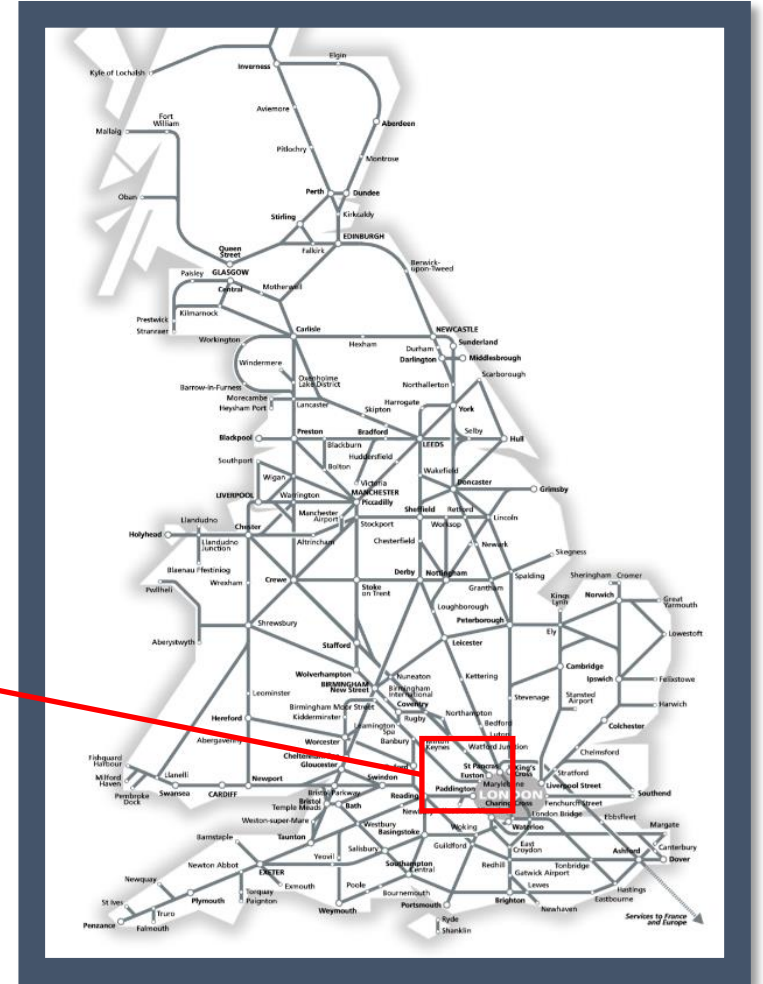 Elgin
Inverness
Kyle of Lochalsh
Aviemore
Fort
William
Aberdeen
Mallaig
Pitlochry
Montrose
Perth
Dundee
Oban
Stirling
Kirkcaldy
EDINBURGH
Queen
Street
Falkirk
Berwick-
upon-Tweed
Paisley
GLASGOW
Central
Motherwell
Prestwick
Kilmarnock
Stranraer
Carlisle
NEWCASTLE
Workington
Hexham
Sunderland
Durham
Darlington
Middlesbrough
Windermere
Scarborough
Oxenholme
Lake District
Barrow-in-Furness
Northallerton
Morecambe
Heysham Port
Lancaster
Harrogate
York
Skipton
Blackpool
Preston
Bradford
LEEDS
Selby
Hull
Blackburn
Huddersfield
Southport
Bolton
Wakefield
Wigan
Victoria
Doncaster
Grimsby
LIVERPOOL
Warrington
MANCHESTER
Piccadilly
Manchester
Airport
Sheffield
Retford
Lincoln
Llandudno
Chester
Stockport
Worksop
Holyhead
Llandudno
Junction
Altrincham
Chesterfield
Newark
Skegness
Blaenau Ffestiniog
Derby
Nottingham
Pwllheli
Wrexham
Crewe
Stoke
on Trent
Grantham
Spalding
Sheringham
Cromer
Kings
Lynn
Norwich
Great
Yarmouth
Loughborough
Shrewsbury
Peterborough
Ely
Lowestoft
Aberystwyth
Stafford
Leicester
Wolverhampton
Nuneaton
Kettering
Cambridge
BIRMINGHAM
New Street
Birmingham
International
Ipswich
Felixstowe
Leominster
Coventry
Stevenage
Stansted
Airport
Birmingham Moor Street
Kidderminster
Rugby
Northampton
Harwich
Hereford
Leamington
Spa
Bedford
Colchester
Abergavenny
Worcester
Banbury
Keynes
Luton
Watford Junction
Chelmsford
Fishguard
Harbour
Gloucester
St Pancras
King's
Cross
Stratford
Milford
Haven
Llanelli
Newport
Swindon
Euston
Marylebone
Liverpool Street
Pembroke
Dock
Swansea
CARDIFF
Bristol Parkway
Reading
Paddington
LONDON
Southend
Bristol
Temple Meads
Bath
Charing Cross
Fenchurch Street
Weston-super-Mare
London Bridge
Ebbsfleet
Westbury
Basingstoke
Woking
Waterloo
Margate
Barnstaple
Taunton
Salisbury
Guildford
East
Croydon
Canterbury
Newton Abbot
Yeovil
Southampton
Central
Redhill
Tonbridge
Ashford
Dover
Gatwick Airport
Newquay
EXETER
Exmouth
Poole
Lewes
Hastings
St Ives
Plymouth
Torquay
Paignton
Bournemouth
Eastbourne
Truro
Weymouth
Portsmouth
Brighton
Newhaven
Penzance
Falmouth
Ryde
Shanklin
Services to France
and Europe